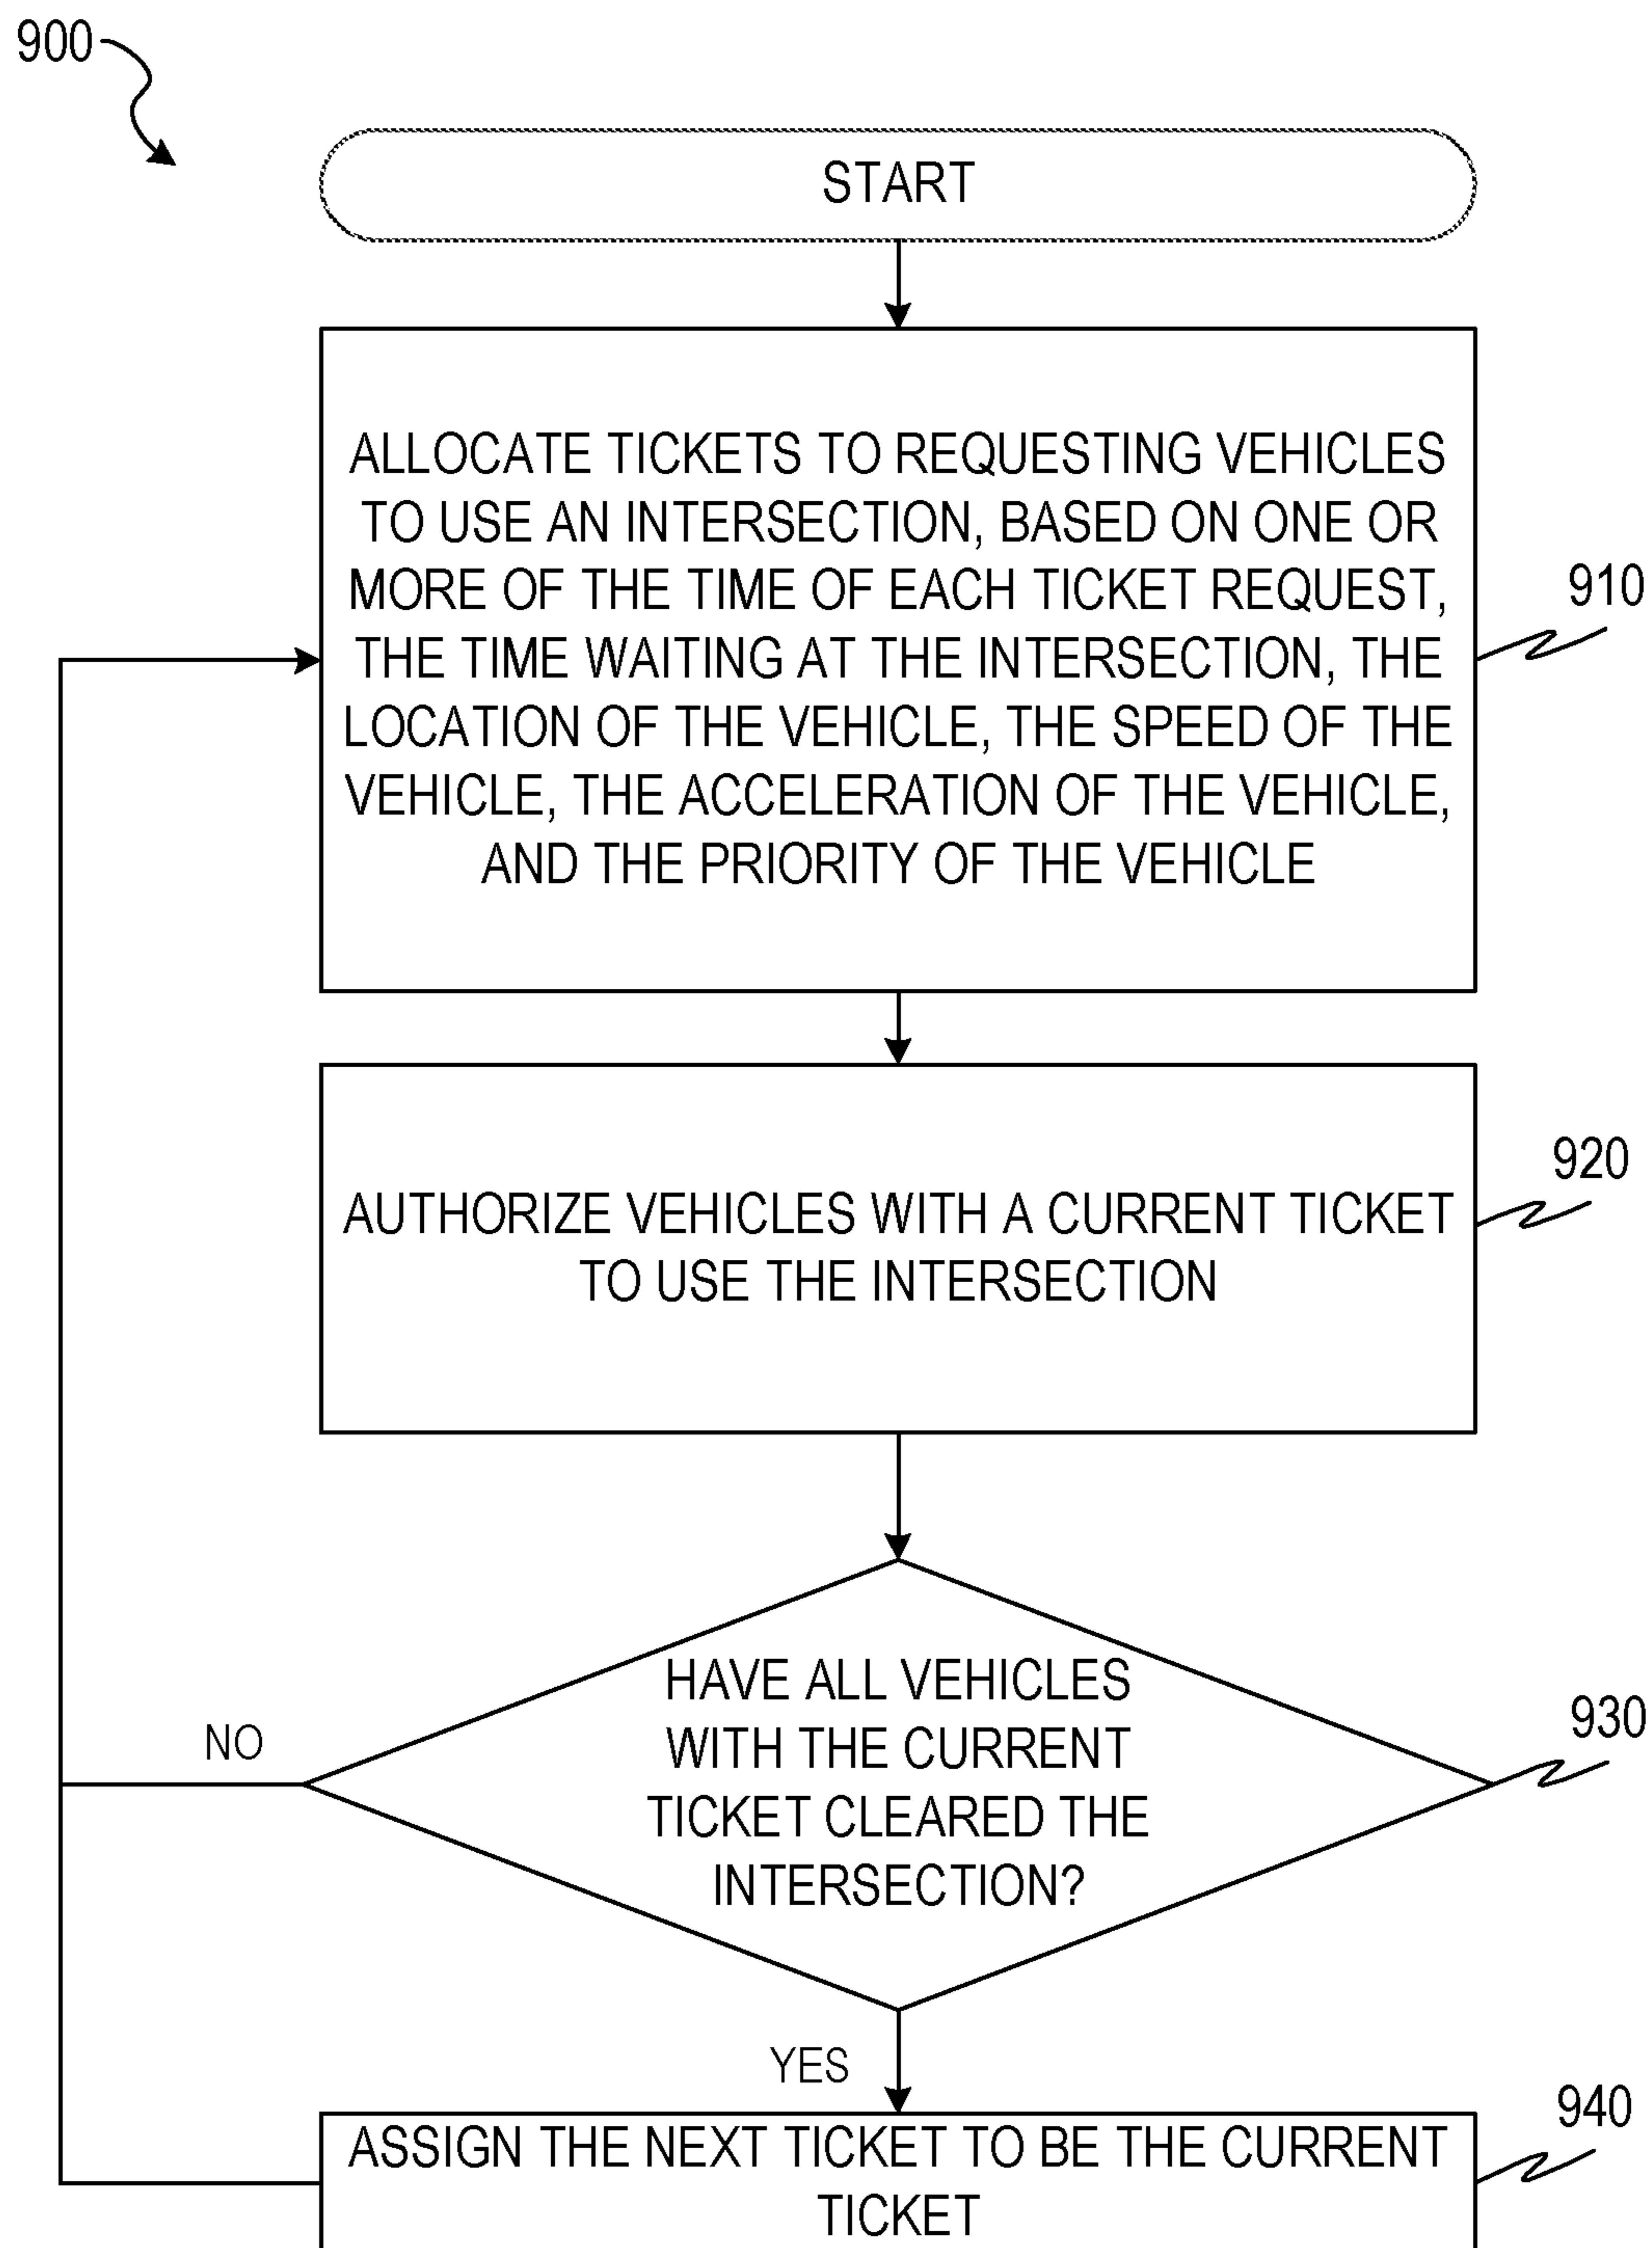 900
START
ALLOCATE TICKETS TO REQUESTING VEHICLES
TO USE AN INTERSECTION, BASED ON ONE OR
MORE OF THE TIME OF EACH TICKET REQUEST,
THE TIME WAITING AT THE INTERSECTION, THE
LOCATION OF THE VEHICLE, THE SPEED OF THE
VEHICLE, THE ACCELERATION OF THE VEHICLE,
AND THE PRIORITY OF THE VEHICLE
910
AUTHORIZE VEHICLES WITH A CURRENT TICKET
TO USE THE INTERSECTION
920
HAVE ALL VEHICLES
WITH THE CURRENT
TICKET CLEARED THE
INTERSECTION?
930
NO
YES
ASSIGN THE NEXT TICKET TO BE THE CURRENT
TICKET
940